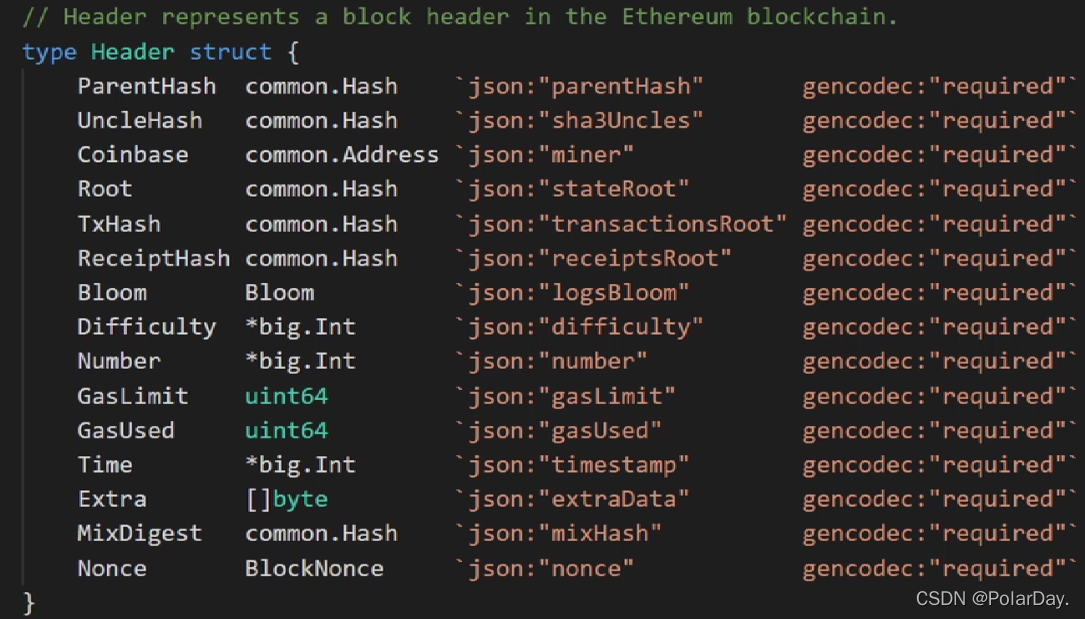 // Header represents a block header in the Ethereum blockchain.
type Header struct {
ParentHash common.Hash `json:"parentHash" gencodec:"required"`
UncleHash common.Hash `json:"sha3Uncles" gencodec:"required"`
Coinbase common.Address `json:"miner" gencodec:"required"`
Root common.Hash `json:"stateRoot" gencodec:"required"`
TxHash common.Hash `json:"transactionsRoot" gencodec:"required"`
ReceiptHash common.Hash `json:"receiptsRoot" gencodec:"required"`
Bloom Bloom `json:"logsBloom" gencodec:"required"`
Difficulty *big.Int `json:"difficulty" gencodec:"required"`
Number *big.Int `json:"number" gencodec:"required"`
GasLimit uint64 `json:"gasLimit" gencodec:"required"`
GasUsed uint64 `json:"gasUsed" gencodec:"required"`
Time *big.Int `json:"timestamp" gencodec:"required"`
Extra []byte `json:"extraData" gencodec:"required"`
MixDigest common.Hash `json:"mixHash" gencodec:"required"`
Nonce BlockNonce `json:"nonce" gencodec:"required"`
}
CSDN @PolarDay.